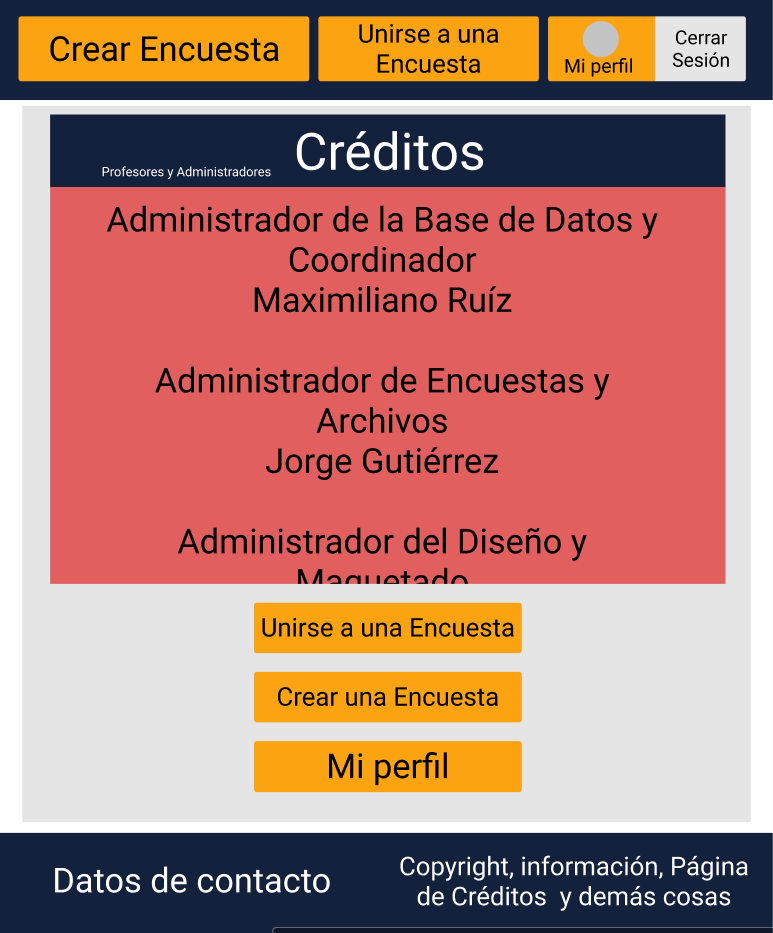 Crear Encuesta
Unirse a una
Encuesta
Mi perfil
Cerrar
Sesión
Créditos
Profesores y Administradores
Administrador de la Base de Datos y
Coordinador
Maximiliano Ruíz
Administrador de Encuestas y
Archivos
Jorge Gutiérrez
Administrador del Diseño y
Maquetado
Unirse a una Encuesta
Crear una Encuesta
Mi perfil
Datos de contacto
Copyright, información, Página
de Créditos y demás cosas